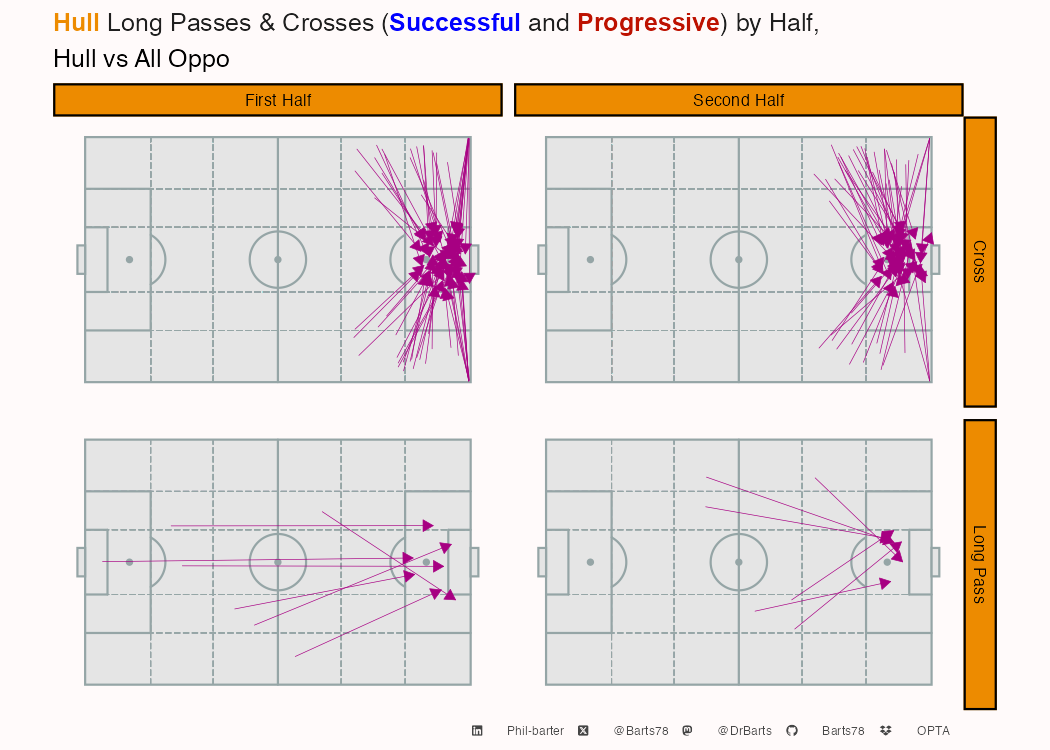 Hull Long Passes & Crosses (Successful and Progressive) by Half,
Hull vs All Oppo
First Half
Second Half
Cross
Long Pass
Phil-barter @Barts78 @DrBarts Barts78 OPTA